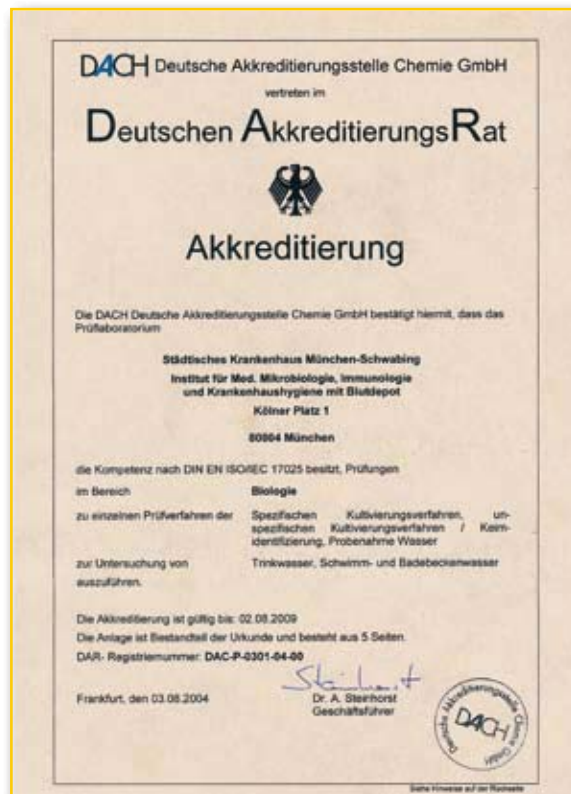 DACH Deutsche Akkreditierungsstelle Chemie GmbH
vertreten im
Deutschen AkkreditierungsRat
Akkreditierung
Die DACH Deutsche Akkreditierungsstelle Chemie GmbH bestätigt hiermit, dass das
Prüflaboratorium
Städtisches Krankenhaus München-Schwabing
Institut für Med. Mikrobiologie, Immunologie
und Krankenhaushygiene mit Blutdepot
Kölner Platz 1
80804 München
die Kompetenz nach DIN EN ISO/IEC 17025 besitzt, Prüfungen
im Bereich Biologie
zu einzelnen Prüfverfahren der Spezifischen Kultivierungsverfahren, un-
spezifischen Kultivierungsverfahren / Keim-
identifizierung, Probenahme Wasser
zur Untersuchung von Trinkwasser, Schwimm- und Badebeckenwasser
auszuführen.
Die Akkreditierung ist gültig bis: 02.08.2009
Die Anlage ist Bestandteil der Urkunde und besteht aus 5 Seiten.
DAR- Registriernummer: DAC-P-0301-04-00
Steinhorst
Frankfurt, den 03.08.2004 Dr. A. Steinhorst
Geschäftsführer
Deutsche Akkreditierungsstelle Chemie GmbH
DACH
Siehe Hinweise auf der Rückseite